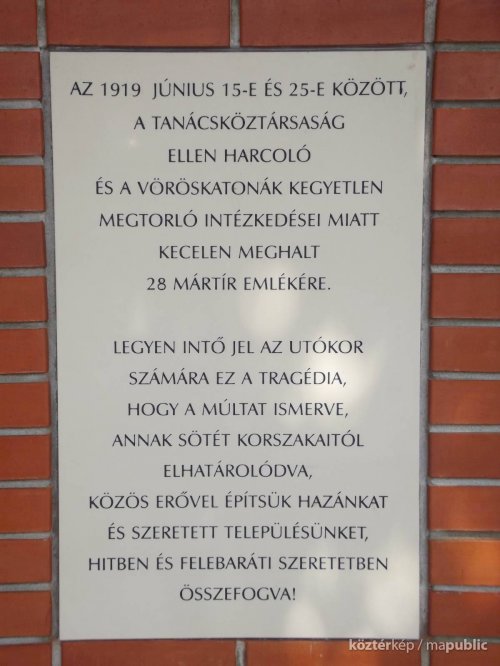 AZ 1919 JÚNIUS 15-E ÉS 25-E KÖZÖTT,
A TANÁCSKÖZTÁRSASÁG
ELLEN HARCOLÓ
ÉS A VÖRÖSKATONÁK KEGYETLEN
MEGTORLÓ INTÉZKEDÉSEI MIATT
KECELEN MEGHALT
28 MÁRTÍR EMLÉKÉRE.
LEGYEN INTŐ JEL AZ UTÓKOR
SZÁMÁRA EZ A TRAGÉDIA,
HOGY A MÚLTAT ISMERVE,
ANNAK SÖTÉT KORSZAKAITÓL
ELHATÁROLÓDVA,
KÖZÖS ERŐVEL ÉPÍTSÜK HAZÁNKAT
ÉS SZERETETT TELEPÜLÉSÜNKET,
HITBEN ÉS FELEBARÁTI SZERETETBEN
ÖSSZEFOGVA!
köztérkép / mapublic